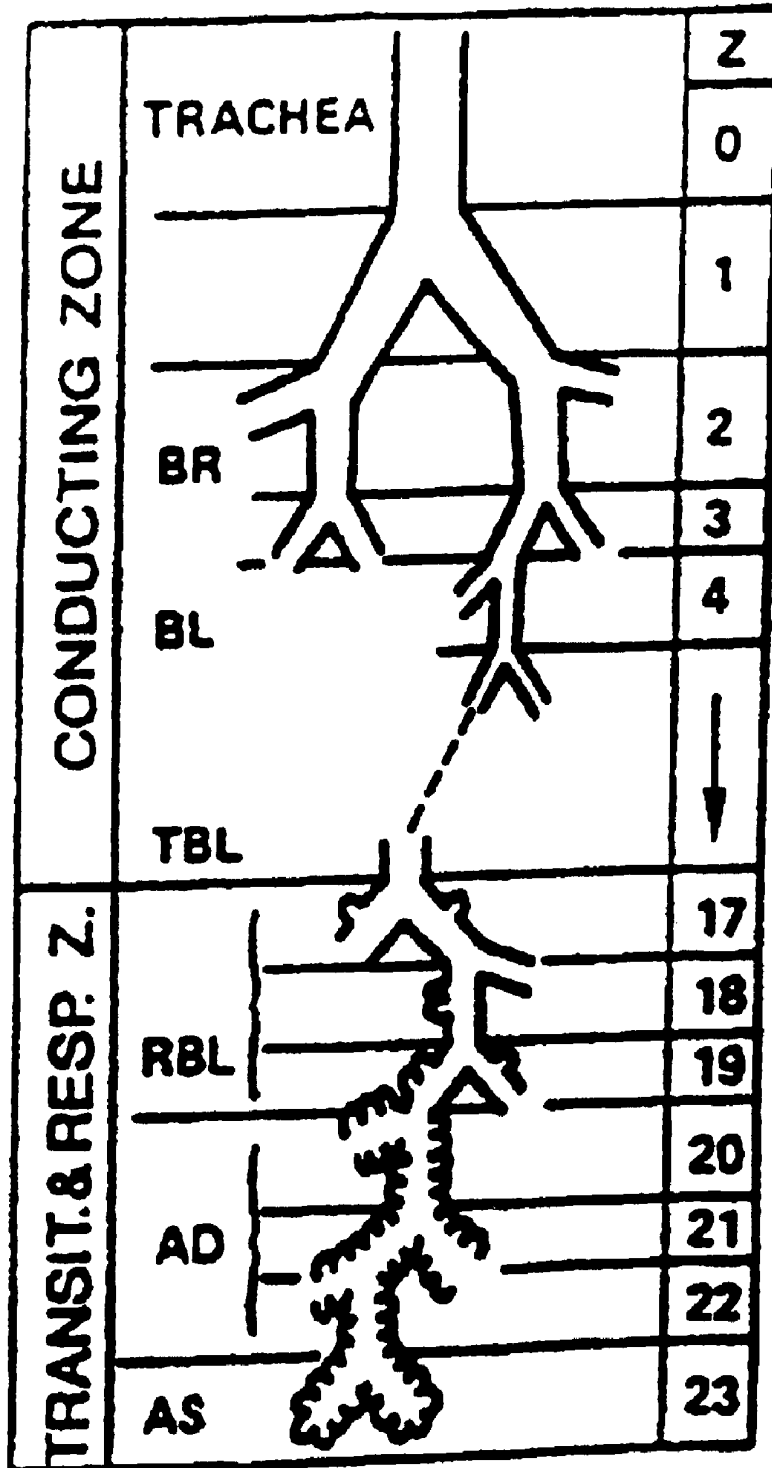 CONDUCTING ZONE
TRANSIT.& RESP. Z.
Z
TRACHEA
0
1
BR
2
3
BL
4
TBL
17
18
RBL
19
20
AD
21
22
AS
23